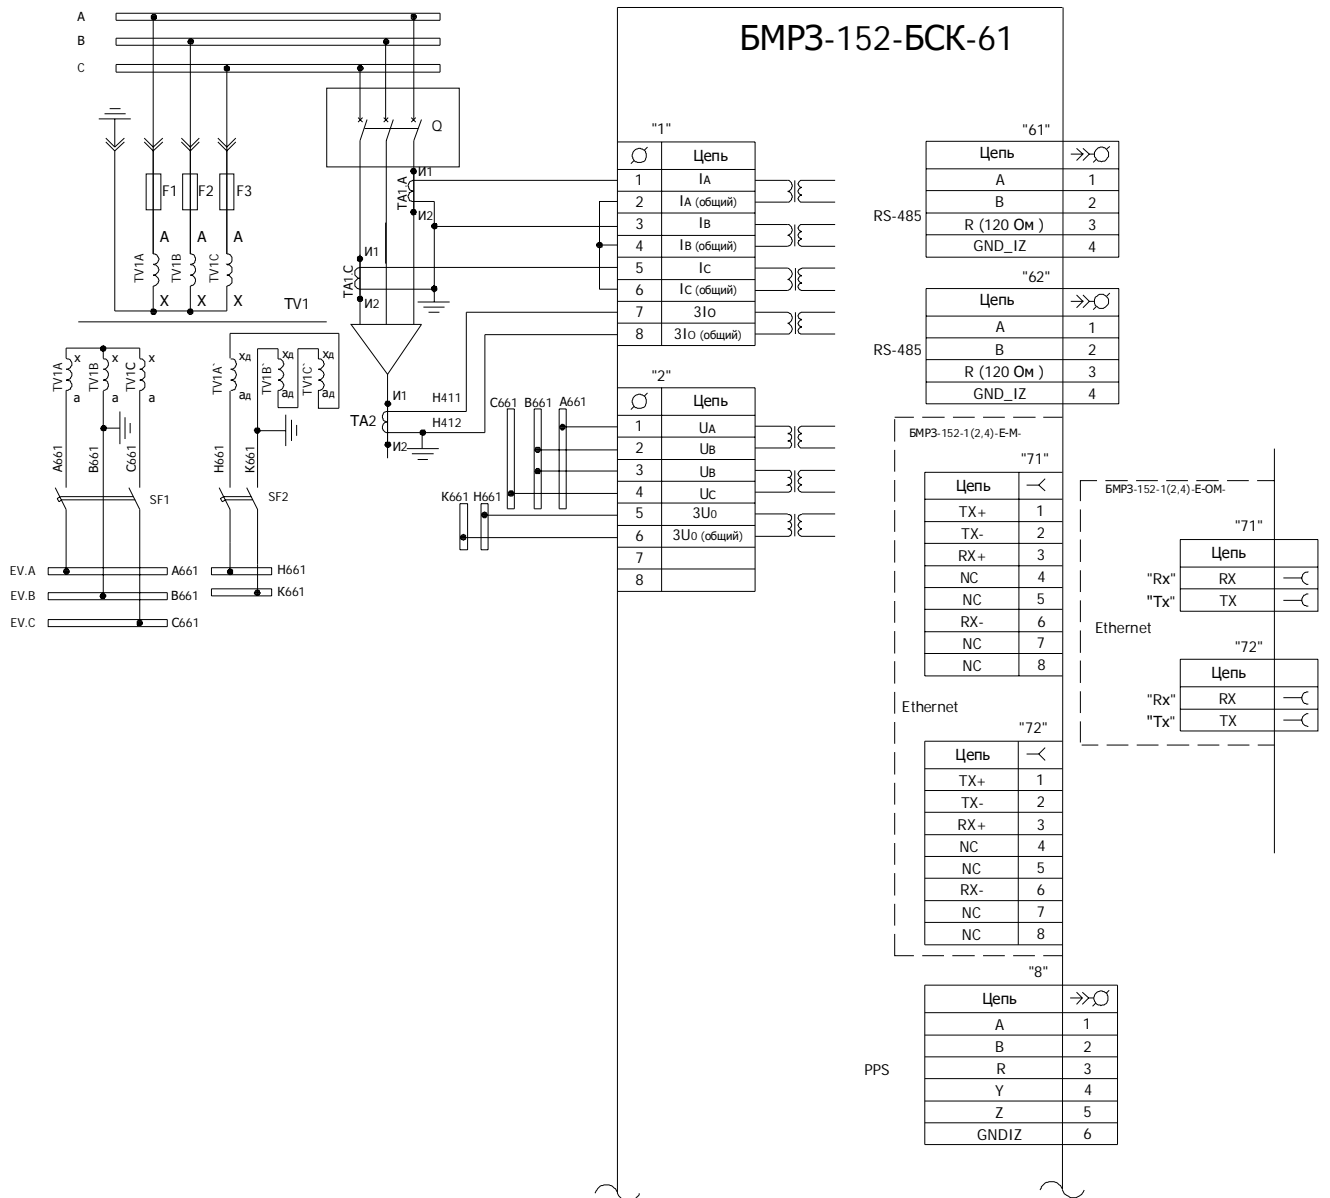 A
B
C
БМРЗ-152-БСК-61
Q
F1
F2
F3
A
A
A
TV1A
TV1B
TV1C
X
X
X
TV1
И1
TA1.A
И2
И1
TA1.C
И2
"1"
Цепь
1 IA
2 IA (общий)
3 IB
4 IB (общий)
5 IC
6 IC (общий)
7 3I0
8 3I0 (общий)
TV1A
TV1B
TV1C
x
x
x
a
a
a
TV1A`
TV1B`
TV1C`
xд
xд
xд
aд
aд
aд
A661
B661
C661
H661
K661
SF1
SF2
EV.A
A661
EV.B
B661
EV.C
C661
H661
K661
И1
TA2
И2
H411
H412
C661
B661
A661
K661
H661
"2"
Цепь
1 UA
2 UB
3 UB
4 UC
5 3U0
6 3U0 (общий)
7
8
"61"
Цепь
RS-485
A 1
B 2
R (120 Ом ) 3
GND_IZ 4
"62"
Цепь
RS-485
A 1
B 2
R (120 Ом ) 3
GND_IZ 4
БМРЗ-152-1(2,4)-Е-М-
"71"
Цепь
TX+ 1
TX- 2
RX+ 3
NC 4
NC 5
RX- 6
NC 7
NC 8
Ethernet
"72"
Цепь
TX+ 1
TX- 2
RX+ 3
NC 4
NC 5
RX- 6
NC 7
NC 8
БМРЗ-152-1(2,4)-Е-ОМ-
"71"
Цепь
"Rx" RX
"Tx" TX
Ethernet
"72"
Цепь
"Rx" RX
"Tx" TX
"8"
Цепь
PPS
A 1
B 2
R 3
Y 4
Z 5
GNDIZ 6